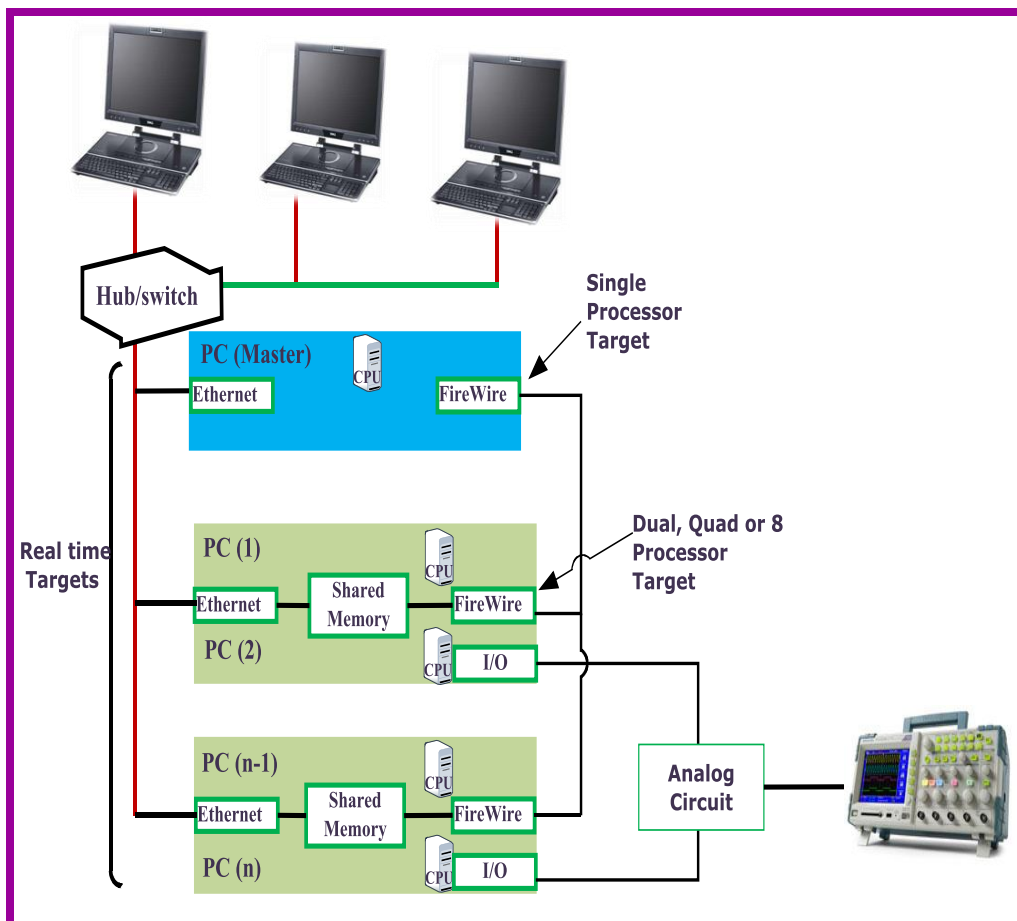 Hub/switch
Single
Processor
Target
PC (Master)
CPU
Ethernet
FireWire
Real time
Targets
Dual, Quad or 8
Processor
Target
PC (1)
CPU
Ethernet
Shared
Memory
FireWire
PC (2)
CPU
I/O
PC (n-1)
CPU
Ethernet
Shared
Memory
FireWire
PC (n)
CPU
I/O
Analog
Circuit